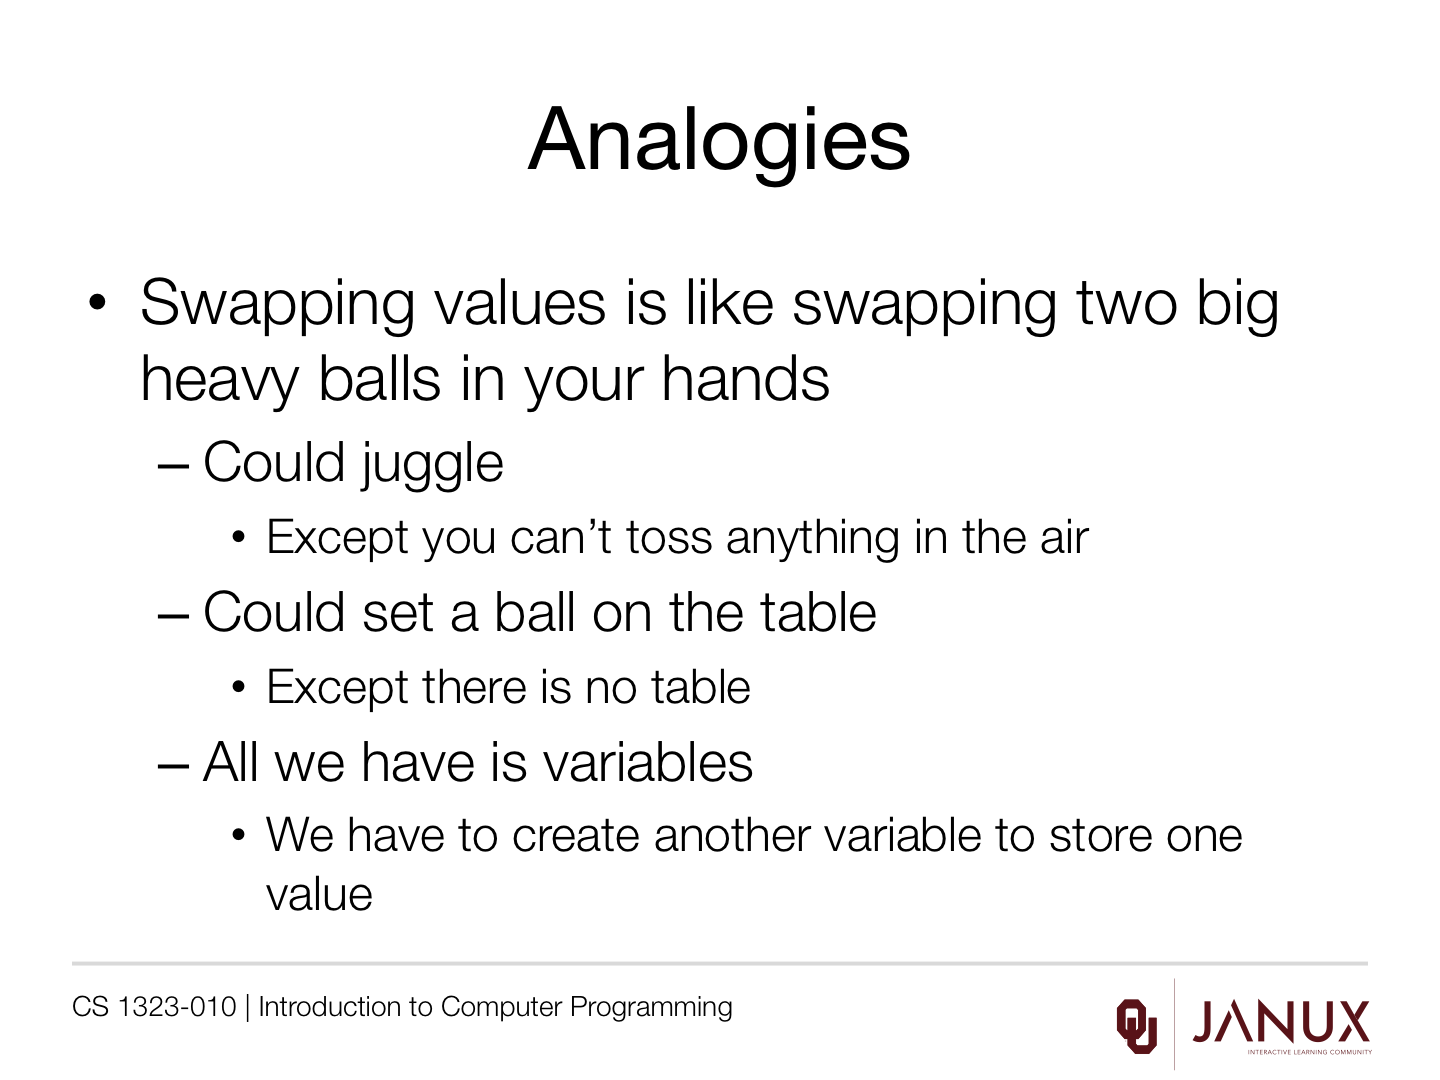 Analogies
• Swapping values is like swapping two big
heavy balls in your hands
– Could juggle
• Except you can’t toss anything in the air
– Could set a ball on the table
• Except there is no table
– All we have is variables
• We have to create another variable to store one
value
CS 1323-010 | Introduction to Computer Programming
OU
JANUX
INTERACTIVE LEARNING COMMUNITY